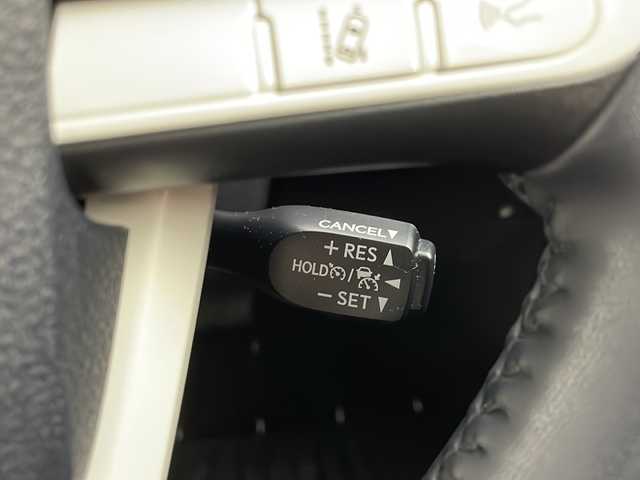 CANCEL▼
+ RES ▲
HOLD / ◀
− SET ▼